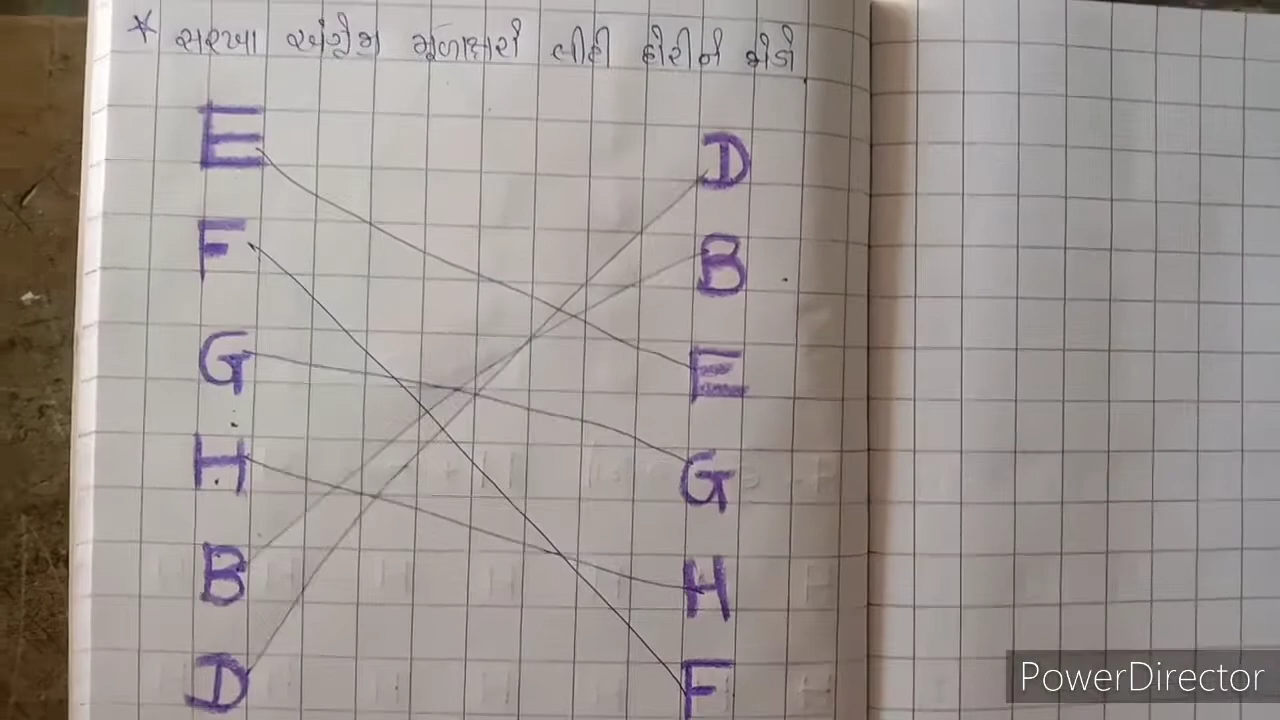 * સરખા અંગ્રેજી મૂળાક્ષરો લીટી દોરીને જોડો.
E D
F B
G E
H G
B H
D F
PowerDirector